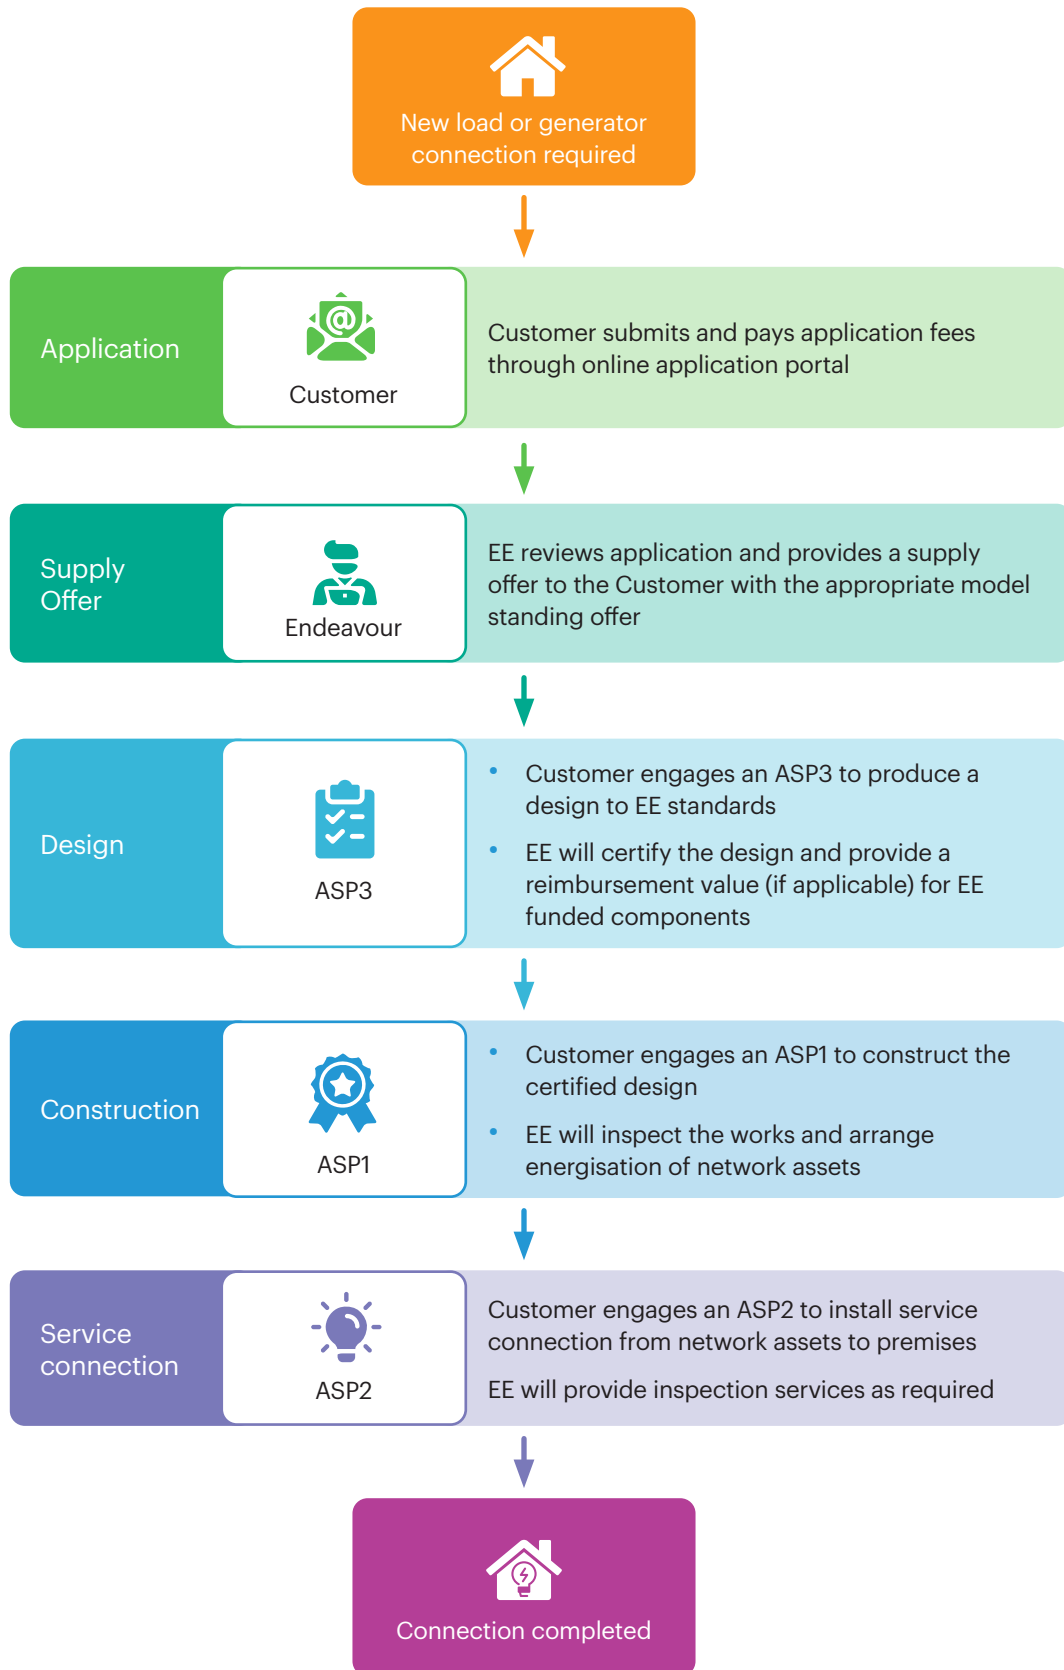 New load or generator
connection required
Application
@
Customer
Customer submits and pays application fees
through online application portal
Supply
Offer
Endeavour
EE reviews application and provides a supply
offer to the Customer with the appropriate model
standing offer
Design
ASP3
• Customer engages an ASP3 to produce a
design to EE standards
• EE will certify the design and provide a
reimbursement value (if applicable) for EE
funded components
Construction
ASP1
• Customer engages an ASP1 to construct the
certified design
• EE will inspect the works and arrange
energisation of network assets
Service
connection
ASP2
Customer engages an ASP2 to install service
connection from network assets to premises
EE will provide inspection services as required
Connection completed